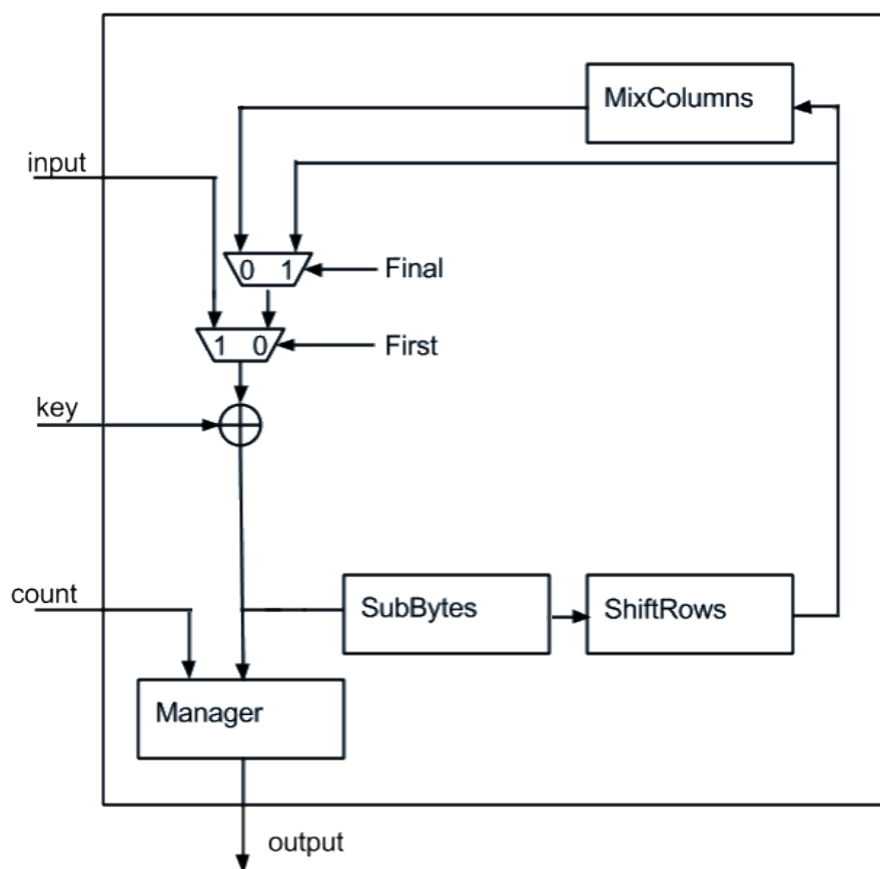 MixColumns
input
0 1
Final
1 0
First
key
count
SubBytes
ShiftRows
Manager
output